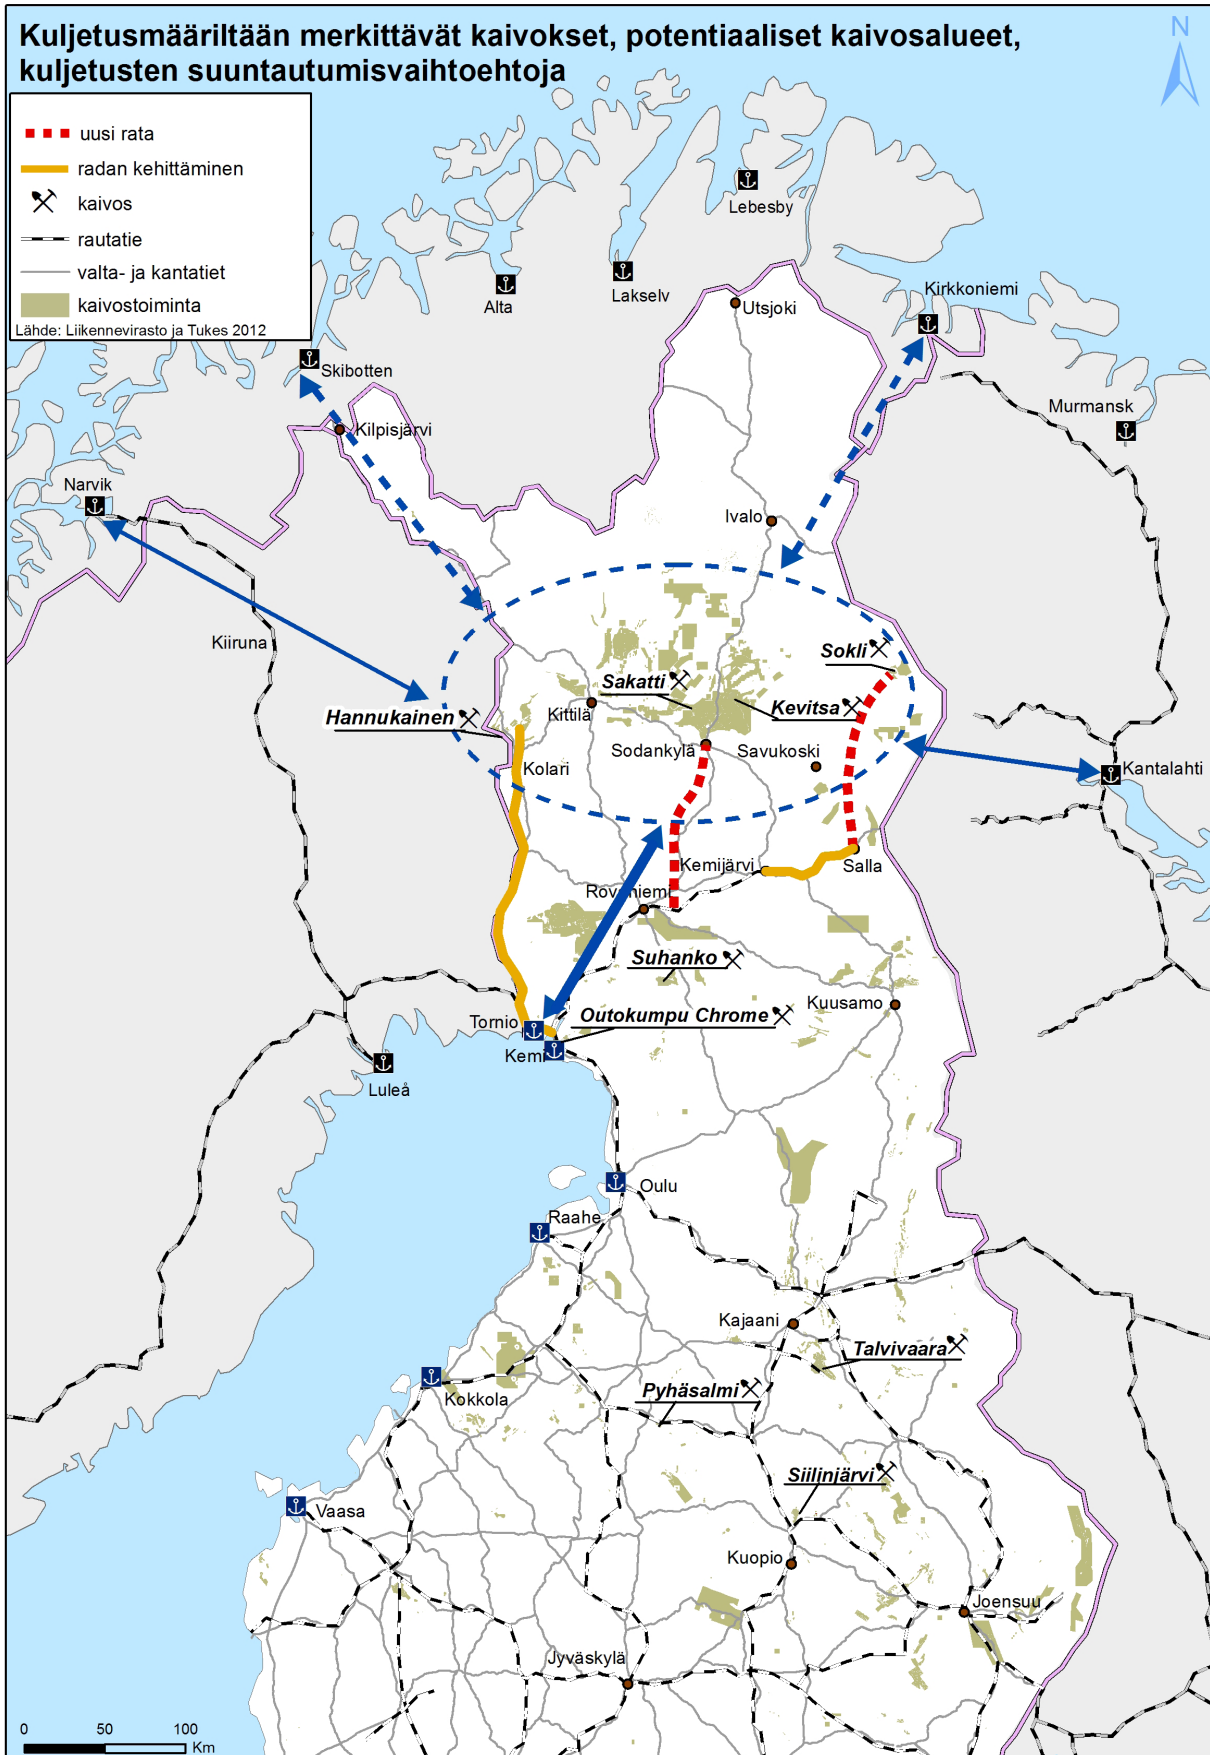 Kuljetusmääriltään merkittävät kaivokset, potentiaaliset kaivosalueet,
kuljetusten suuntautumisvaihtoehtoja
N
uusi rata
radan kehittäminen
kaivos
rautatie
valta- ja kantatiet
kaivostoiminta
Lähde: Liikennevirasto ja Tukes 2012
Lebesby
Lakselv
Alta
Kirkkoniemi
Utsjoki
Skibotten
Murmansk
Kilpisjärvi
Narvik
Ivalo
Kiiruna
Sokli
Sakatti
Kevitsa
Hannukainen
Kittilä
Sodankylä
Savukoski
Kolari
Kantalahti
Kemijärvi
Salla
Rovaniemi
Suhanko
Kuusamo
Outokumpu Chrome
Tornio
Kemi
Luleå
Oulu
Raahe
Kajaani
Talvivaara
Pyhäsalmi
Kokkola
Siilinjärvi
Vaasa
Kuopio
Joensuu
Jyväskylä
0 50 100
Km